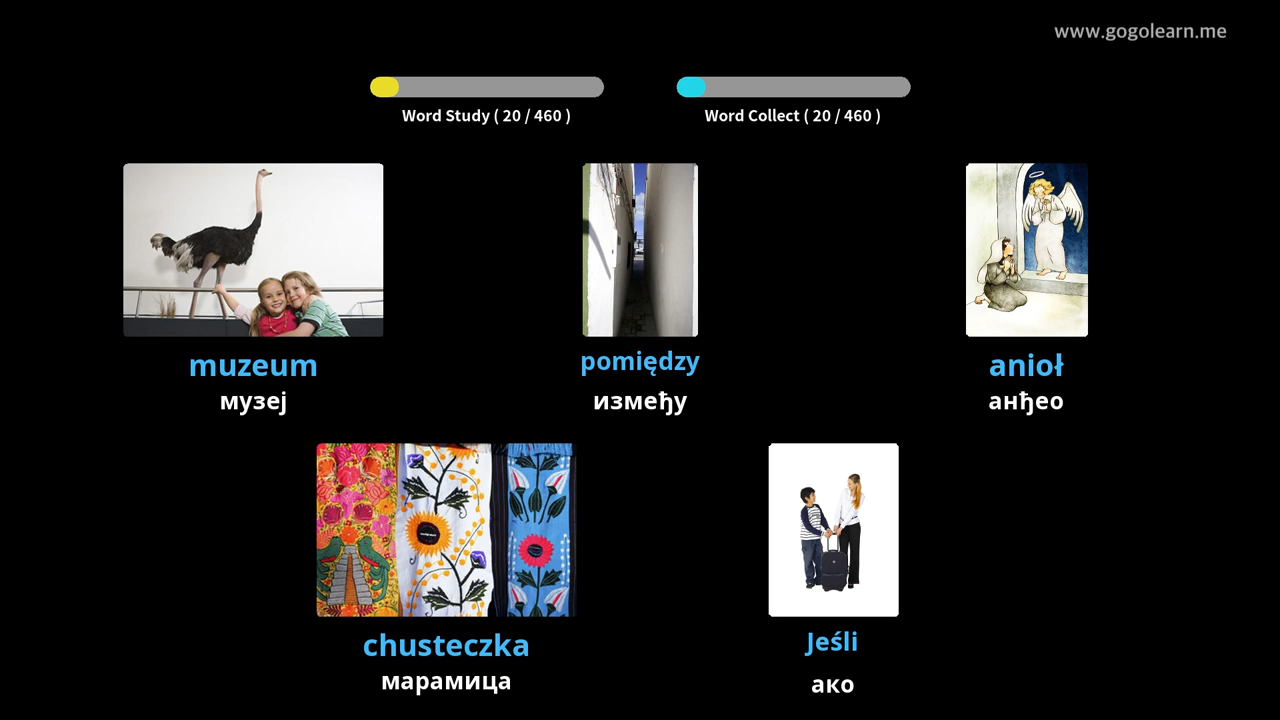 www.gogolearn.me
Word Study ( 20 / 460 )
Word Collect ( 20 / 460 )
muzeum
музеј
pomiędzy
између
anioł
анђео
chusteczka
марамица
Jeśli
ако